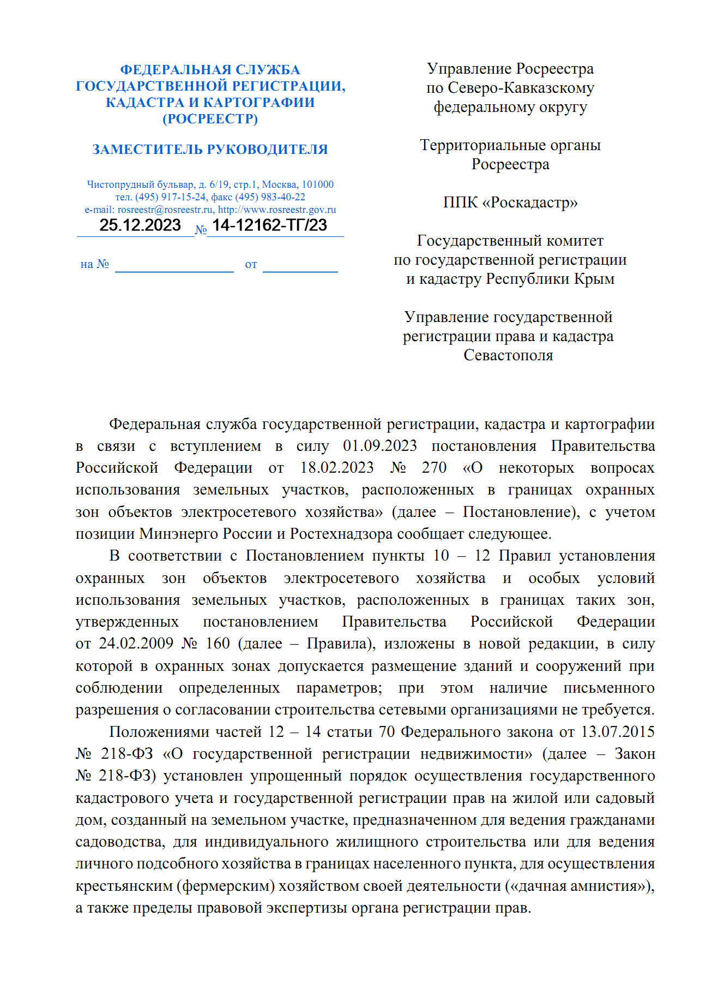 ФЕДЕРАЛЬНАЯ СЛУЖБА
ГОСУДАРСТВЕННОЙ РЕГИСТРАЦИИ,
КАДАСТРА И КАРТОГРАФИИ
(РОСРЕЕСТР)
ЗАМЕСТИТЕЛЬ РУКОВОДИТЕЛЯ
Чистопрудный бульвар, д. 6/19, стр.1, Москва, 101000
тел. (495) 917-15-24, факс (495) 983-40-22
e-mail: rosreestr@rosreestr.ru, http://www.rosreestr.gov.ru
25.12.2023 № 14-12162-ТГ/23
на № от
Управление Росреестра
по Северо-Кавказскому
федеральному округу
Территориальные органы
Росреестра
ППК «Роскадастр»
Государственный комитет
по государственной регистрации
и кадастру Республики Крым
Управление государственной
регистрации права и кадастра
Севастополя
Федеральная служба государственной регистрации, кадастра и картографии
в связи с вступлением в силу 01.09.2023 постановления Правительства
Российской Федерации от 18.02.2023 № 270 «О некоторых вопросах
использования земельных участков, расположенных в границах охранных
зон объектов электросетевого хозяйства» (далее – Постановление), с учетом
позиции Минэнерго России и Ростехнадзора сообщает следующее.
В соответствии с Постановлением пункты 10 – 12 Правил установления
охранных зон объектов электросетевого хозяйства и особых условий
использования земельных участков, расположенных в границах таких зон,
утвержденных постановлением Правительства Российской Федерации
от 24.02.2009 № 160 (далее – Правила), изложены в новой редакции, в силу
которой в охранных зонах допускается размещение зданий и сооружений при
соблюдении определенных параметров; при этом наличие письменного
разрешения о согласовании строительства сетевыми организациями не требуется.
Положениями частей 12 – 14 статьи 70 Федерального закона от 13.07.2015
№ 218-ФЗ «О государственной регистрации недвижимости» (далее – Закон
№ 218-ФЗ) установлен упрощенный порядок осуществления государственного
кадастрового учета и государственной регистрации прав на жилой или садовый
дом, созданный на земельном участке, предназначенном для ведения гражданами
садоводства, для индивидуального жилищного строительства или для ведения
личного подсобного хозяйства в границах населенного пункта, для осуществления
крестьянским (фермерским) хозяйством своей деятельности («дачная амнистия»),
а также пределы правовой экспертизы органа регистрации прав.